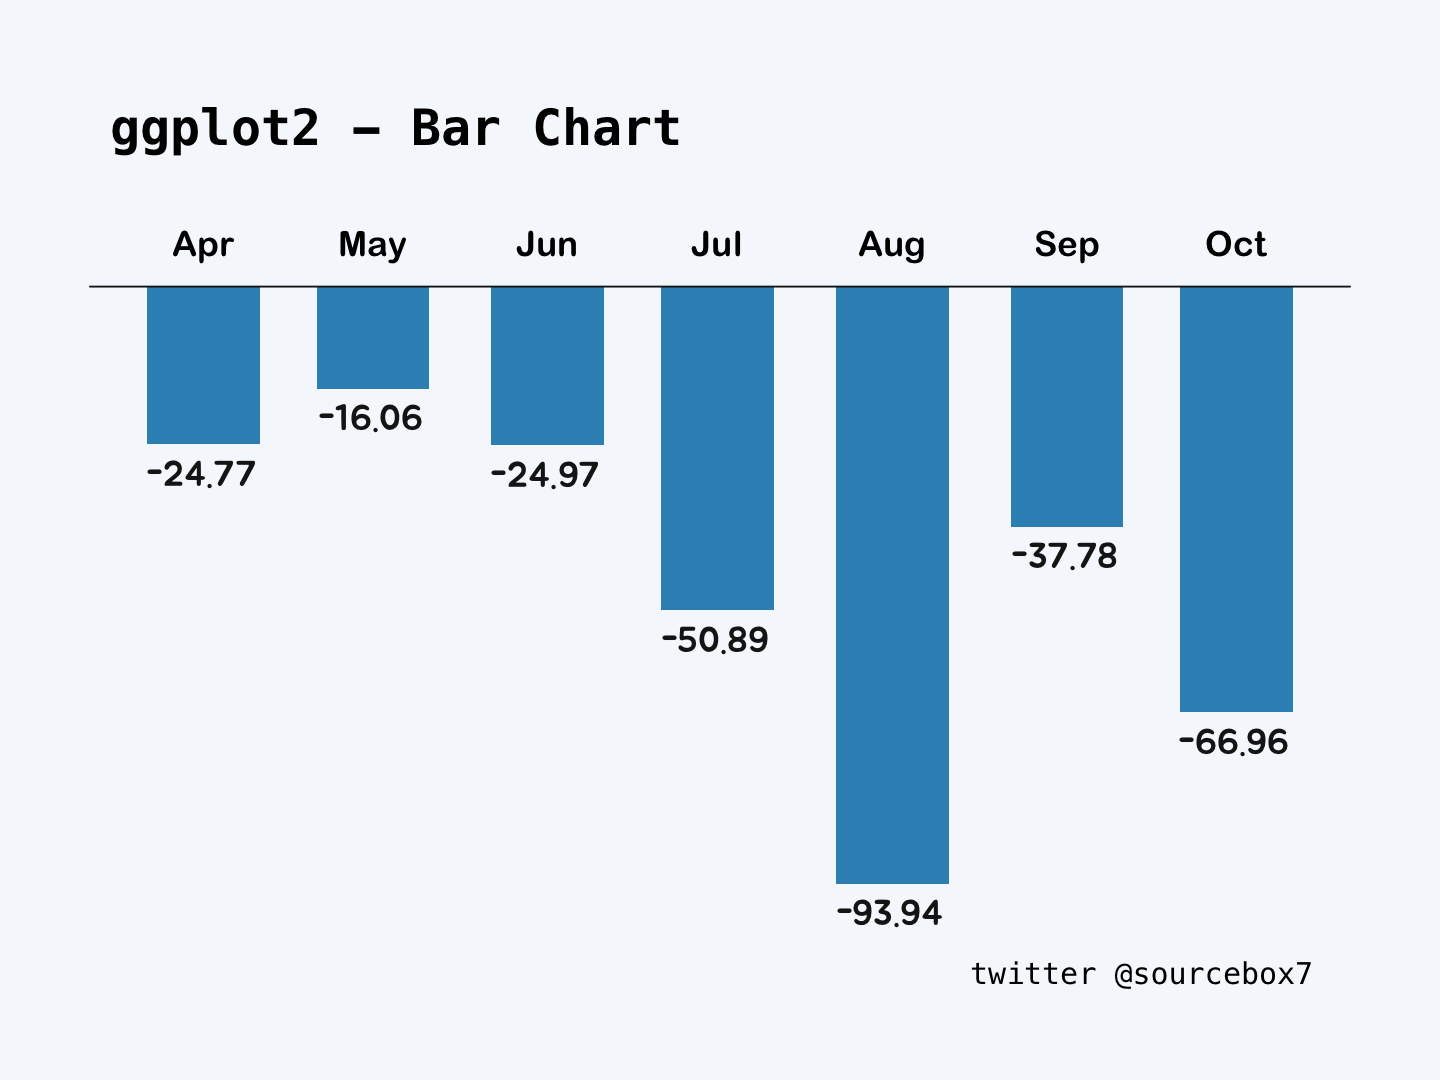 ggplot2 – Bar Chart
Apr May Jun Jul Aug Sep Oct
-16.06
-24.77 -24.97
-37.78
-50.89
-66.96
-93.94
twitter @sourcebox7